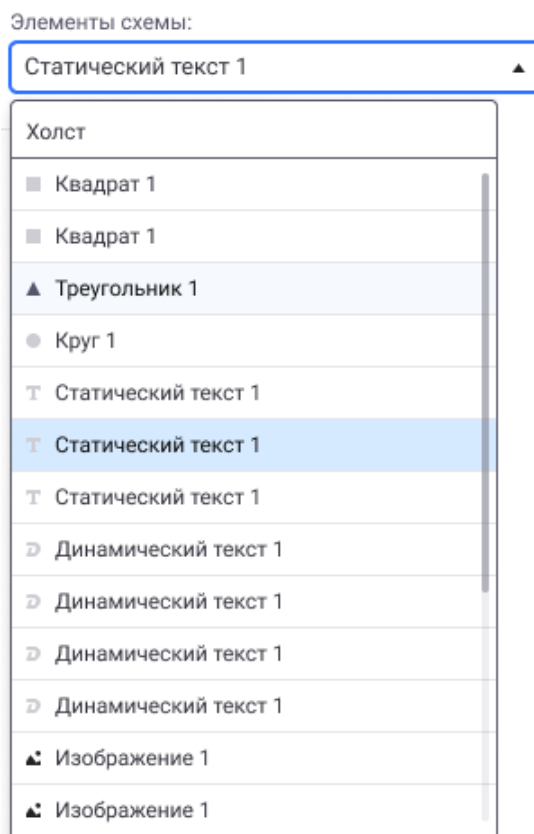 Элементы схемы:
Статический текст 1
Холст
Квадрат 1
Квадрат 1
Треугольник 1
Круг 1
Статический текст 1
Статический текст 1
Статический текст 1
Динамический текст 1
Динамический текст 1
Динамический текст 1
Динамический текст 1
Изображение 1
Изображение 1